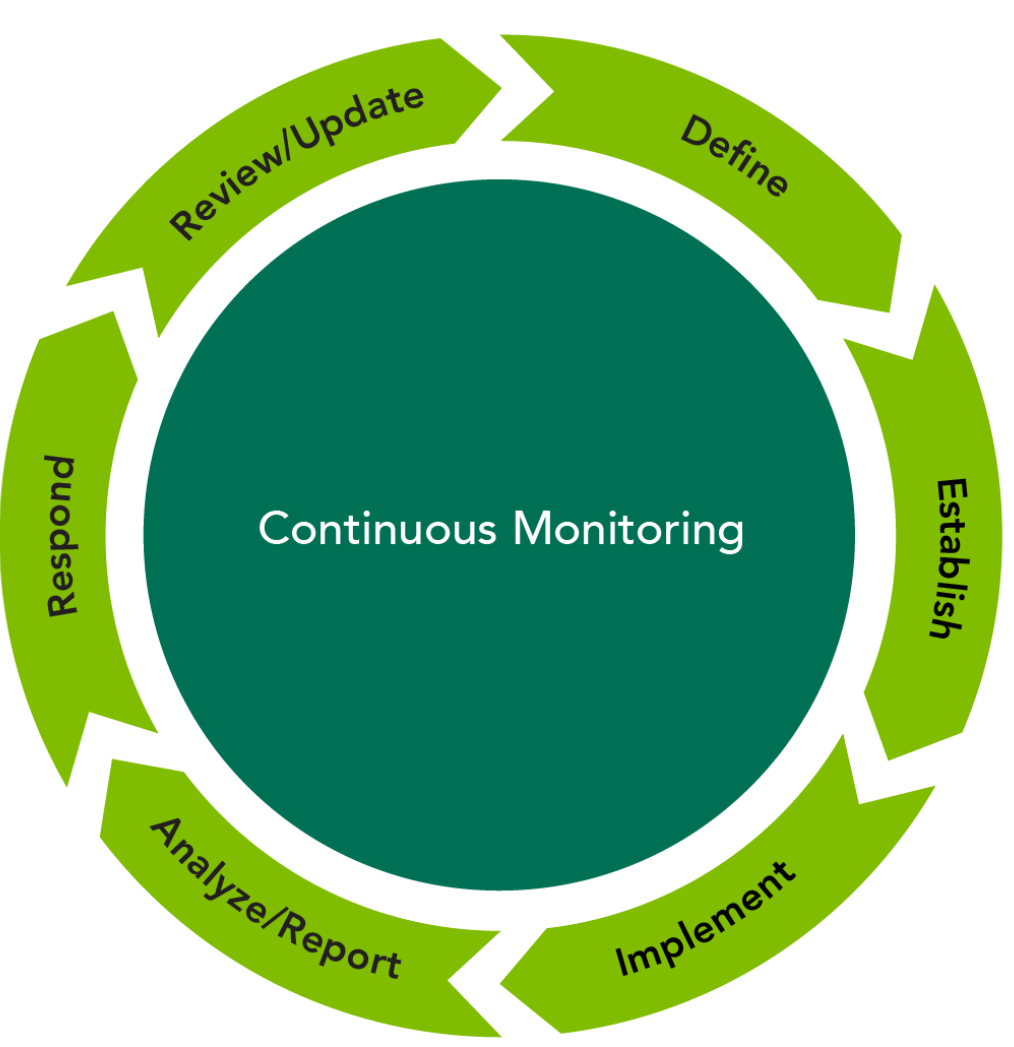 Define
Establish
Implement
Analyze/Report
Respond
Review/Update
Continuous Monitoring